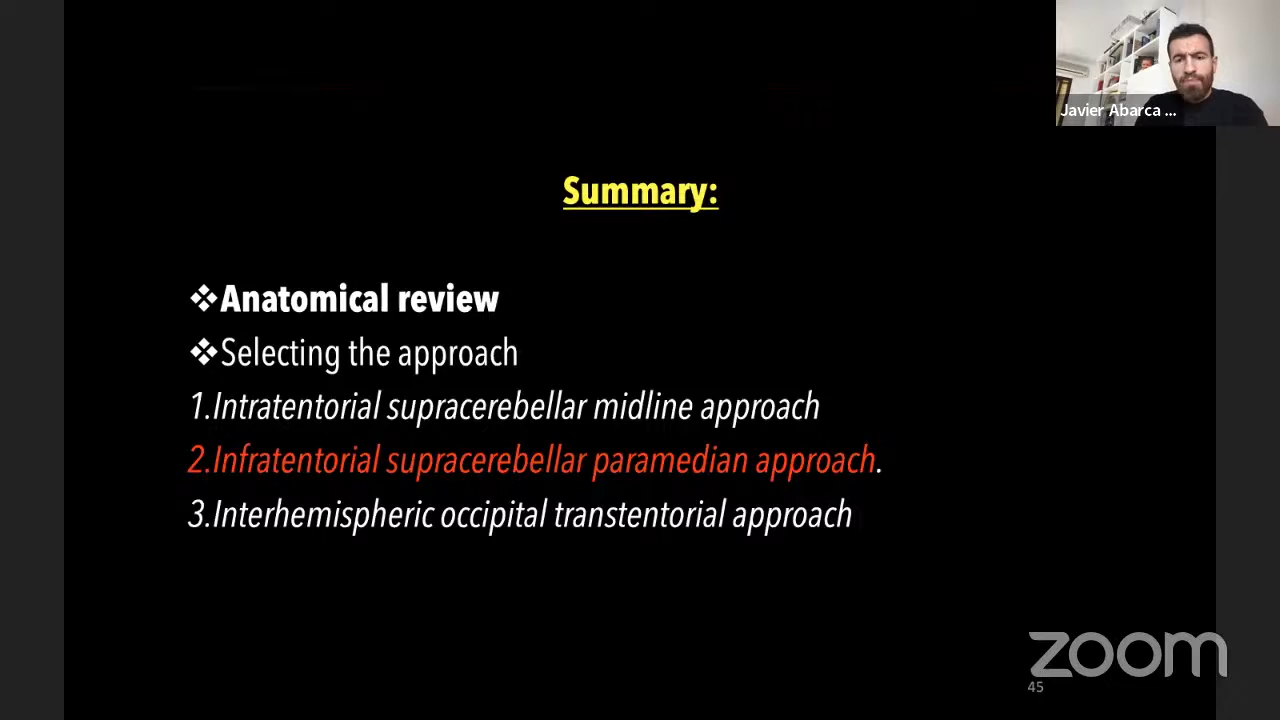 Javier Abarca ...
Summary:
❖Anatomical review
❖Selecting the approach
1.Intratentorial supracerebellar midline approach
2.Infratentorial supracerebellar paramedian approach.
3.Interhemispheric occipital transtentorial approach
zoom
45